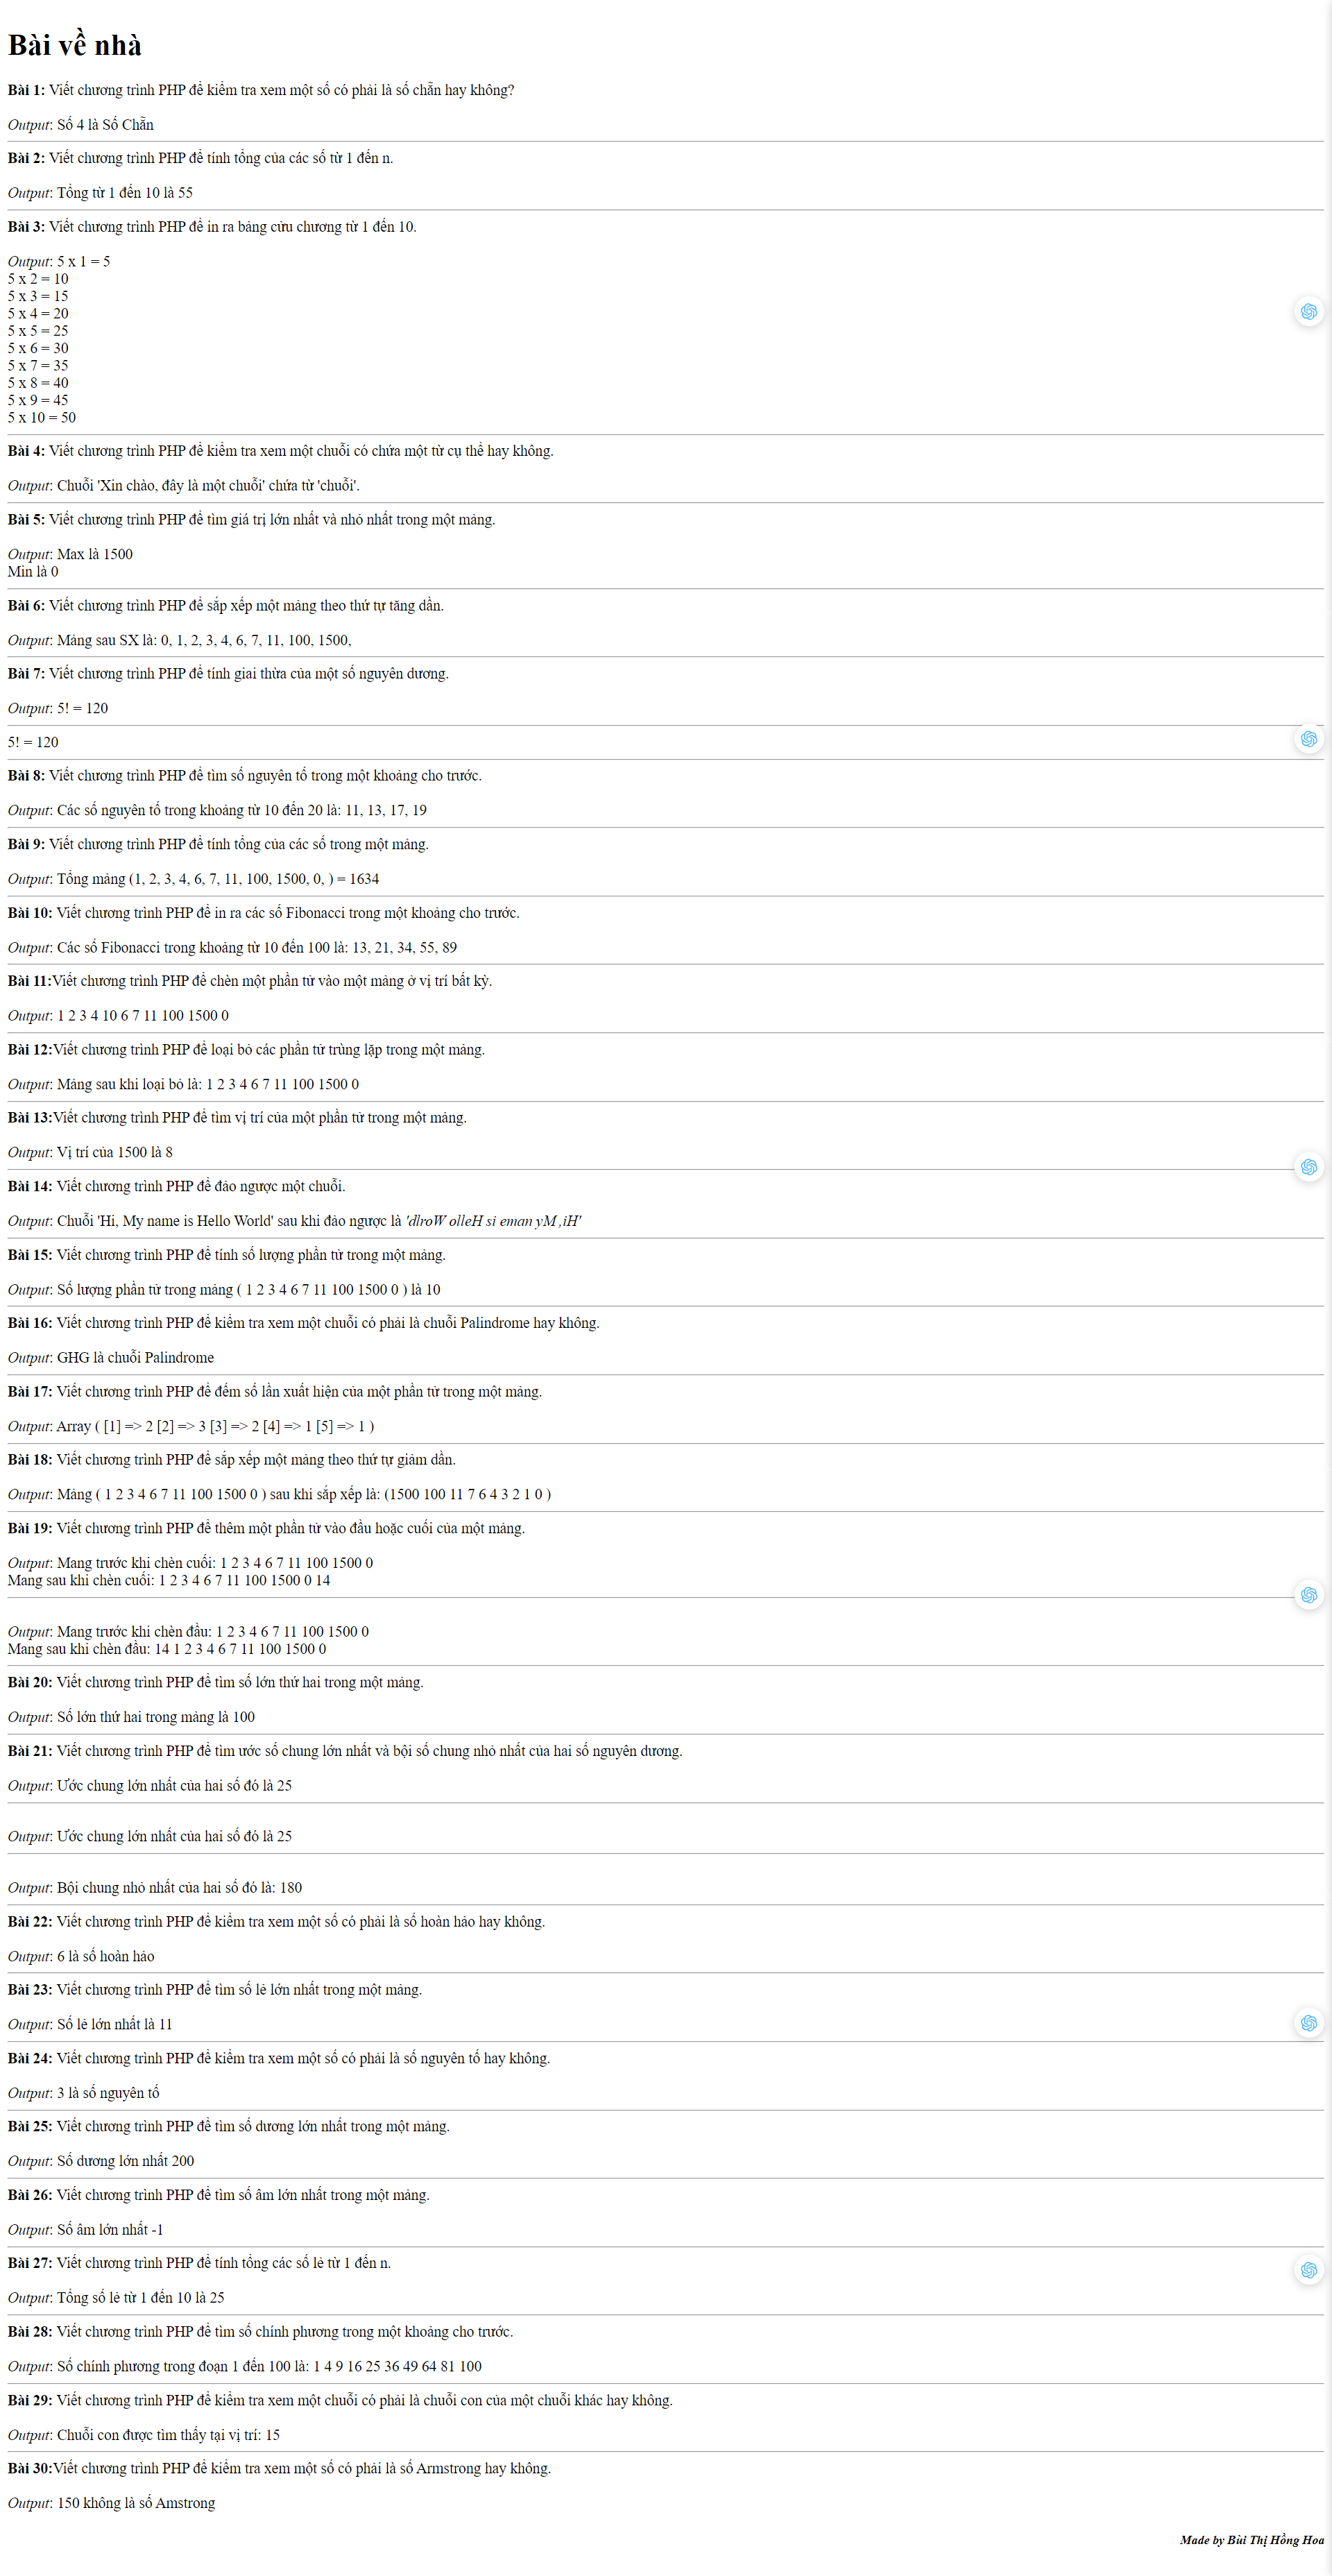 Bài về nhà
Bài 1: Viết chương trình PHP để kiểm tra xem một số có phải là số chẵn hay không?
Output: Số 4 là Số Chẵn
Bài 2: Viết chương trình PHP để tính tổng của các số từ 1 đến n.
Output: Tổng từ 1 đến 10 là 55
Bài 3: Viết chương trình PHP để in ra bảng cửu chương từ 1 đến 10.
Output: 5 x 1 = 5
5 x 2 = 10
5 x 3 = 15
5 x 4 = 20
5 x 5 = 25
5 x 6 = 30
5 x 7 = 35
5 x 8 = 40
5 x 9 = 45
5 x 10 = 50
Bài 4: Viết chương trình PHP để kiểm tra xem một chuỗi có chứa một từ cụ thể hay không.
Output: Chuỗi 'Xin chào, đây là một chuỗi' chứa từ 'chuỗi'.
Bài 5: Viết chương trình PHP để tìm giá trị lớn nhất và nhỏ nhất trong một mảng.
Output: Max là 1500
Min là 0
Bài 6: Viết chương trình PHP để sắp xếp một mảng theo thứ tự tăng dần.
Output: Mảng sau SX là: 0, 1, 2, 3, 4, 6, 7, 11, 100, 1500,
Bài 7: Viết chương trình PHP để tính giai thừa của một số nguyên dương.
Output: 5! = 120
5! = 120
Bài 8: Viết chương trình PHP để tìm số nguyên tố trong một khoảng cho trước.
Output: Các số nguyên tố trong khoảng từ 10 đến 20 là: 11, 13, 17, 19
Bài 9: Viết chương trình PHP để tính tổng của các số trong một mảng.
Output: Tổng mảng (1, 2, 3, 4, 6, 7, 11, 100, 1500, 0, ) = 1634
Bài 10: Viết chương trình PHP để in ra các số Fibonacci trong một khoảng cho trước.
Output: Các số Fibonacci trong khoảng từ 10 đến 100 là: 13, 21, 34, 55, 89
Bài 11:Viết chương trình PHP để chèn một phần tử vào một mảng ở vị trí bất kỳ.
Output: 1 2 3 4 10 6 7 11 100 1500 0
Bài 12:Viết chương trình PHP để loại bỏ các phần tử trùng lặp trong một mảng.
Output: Mảng sau khi loại bỏ là: 1 2 3 4 6 7 11 100 1500 0
Bài 13:Viết chương trình PHP để tìm vị trí của một phần tử trong một mảng.
Output: Vị trí của 1500 là 8
Bài 14: Viết chương trình PHP để đảo ngược một chuỗi.
Output: Chuỗi 'Hi, My name is Hello World' sau khi đảo ngược là 'dlroW olleH si eman yM ,iH'
Bài 15: Viết chương trình PHP để tính số lượng phần tử trong một mảng.
Output: Số lượng phần tử trong mảng ( 1 2 3 4 6 7 11 100 1500 0 ) là 10
Bài 16: Viết chương trình PHP để kiểm tra xem một chuỗi có phải là chuỗi Palindrome hay không.
Output: GHG là chuỗi Palindrome
Bài 17: Viết chương trình PHP để đếm số lần xuất hiện của một phần tử trong một mảng.
Output: Array ( [1] => 2 [2] => 3 [3] => 2 [4] => 1 [5] => 1 )
Bài 18: Viết chương trình PHP để sắp xếp một mảng theo thứ tự giảm dần.
Output: Mảng ( 1 2 3 4 6 7 11 100 1500 0 ) sau khi sắp xếp là: (1500 100 11 7 6 4 3 2 1 0 )
Bài 19: Viết chương trình PHP để thêm một phần tử vào đầu hoặc cuối của một mảng.
Output: Mang trước khi chèn cuối: 1 2 3 4 6 7 11 100 1500 0
Mang sau khi chèn cuối: 1 2 3 4 6 7 11 100 1500 0 14
Output: Mang trước khi chèn đầu: 1 2 3 4 6 7 11 100 1500 0
Mang sau khi chèn đầu: 14 1 2 3 4 6 7 11 100 1500 0
Bài 20: Viết chương trình PHP để tìm số lớn thứ hai trong một mảng.
Output: Số lớn thứ hai trong mảng là 100
Bài 21: Viết chương trình PHP để tìm ước số chung lớn nhất và bội số chung nhỏ nhất của hai số nguyên dương.
Output: Ước chung lớn nhất của hai số đó là 25
Output: Ước chung lớn nhất của hai số đó là 25
Output: Bội chung nhỏ nhất của hai số đó là: 180
Bài 22: Viết chương trình PHP để kiểm tra xem một số có phải là số hoàn hảo hay không.
Output: 6 là số hoàn hảo
Bài 23: Viết chương trình PHP để tìm số lẻ lớn nhất trong một mảng.
Output: Số lẻ lớn nhất là 11
Bài 24: Viết chương trình PHP để kiểm tra xem một số có phải là số nguyên tố hay không.
Output: 3 là số nguyên tố
Bài 25: Viết chương trình PHP để tìm số dương lớn nhất trong một mảng.
Output: Số dương lớn nhất 200
Bài 26: Viết chương trình PHP để tìm số âm lớn nhất trong một mảng.
Output: Số âm lớn nhất -1
Bài 27: Viết chương trình PHP để tính tổng các số lẻ từ 1 đến n.
Output: Tổng số lẻ từ 1 đến 10 là 25
Bài 28: Viết chương trình PHP để tìm số chính phương trong một khoảng cho trước.
Output: Số chính phương trong đoạn 1 đến 100 là: 1 4 9 16 25 36 49 64 81 100
Bài 29: Viết chương trình PHP để kiểm tra xem một chuỗi có phải là chuỗi con của một chuỗi khác hay không.
Output: Chuỗi con được tìm thấy tại vị trí: 15
Bài 30:Viết chương trình PHP để kiểm tra xem một số có phải là số Armstrong hay không.
Output: 150 không là số Amstrong
Made by Bùi Thị Hồng Hoa